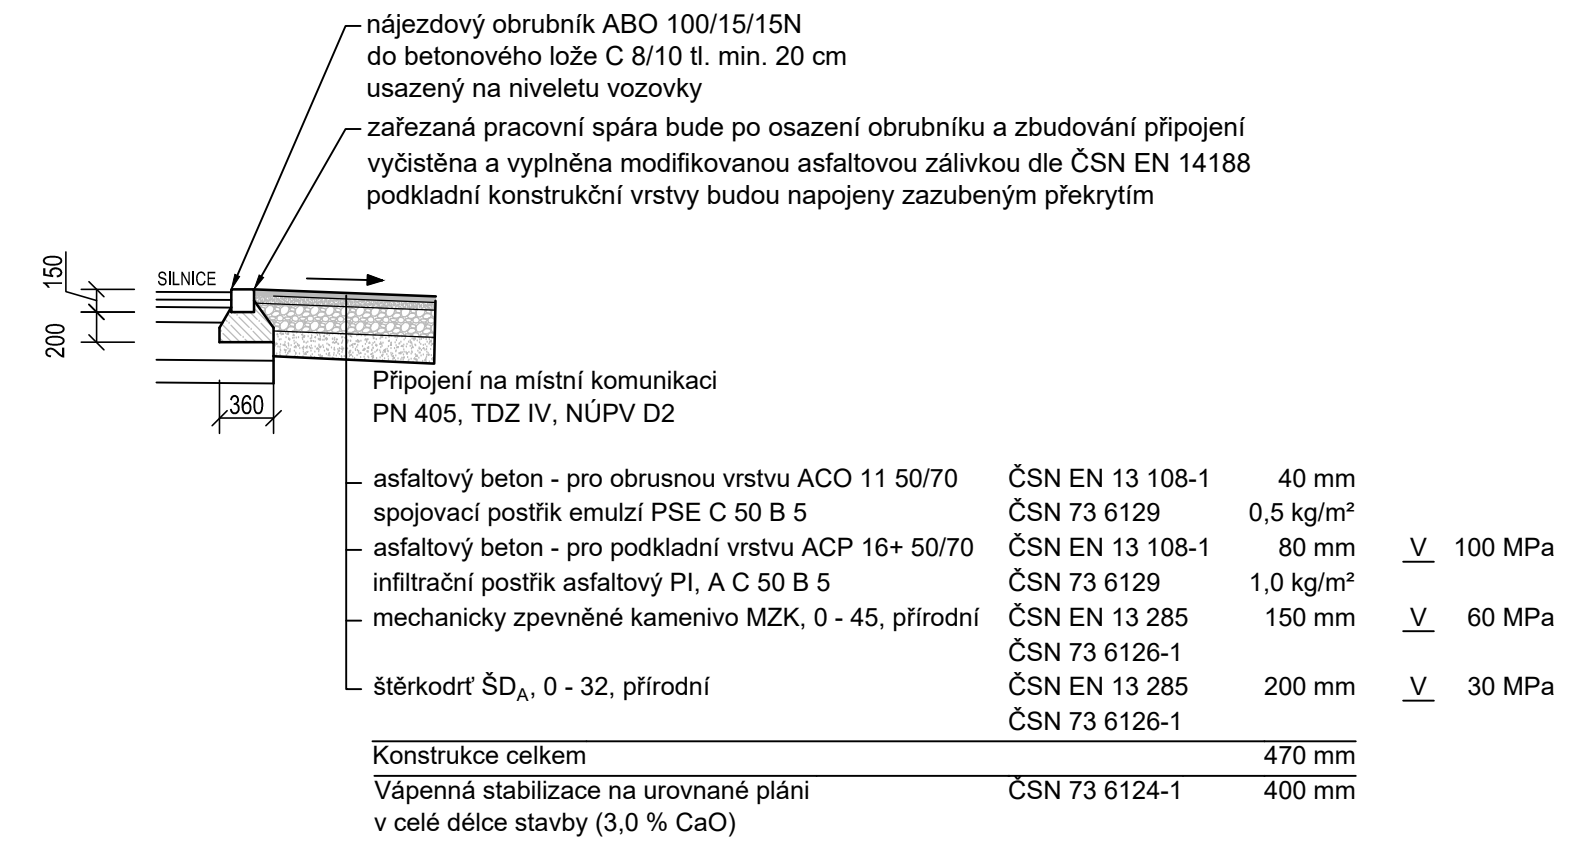 nájezdový obrubník ABO 100/15/15N
do betonového lože C 8/10 tl. min. 20 cm
usazený na niveletu vozovky
zařezaná pracovní spára bude po osazení obrubníku a zbudování připojení
vyčistěna a vyplněna modifikovanou asfaltovou zálivkou dle ČSN EN 14188
podkladní konstrukční vrstvy budou napojeny zazubeným překrytím
150
SILNICE
200
360
Připojení na místní komunikaci
PN 405, TDZ IV, NÚPV D2
asfaltový beton - pro obrusnou vrstvu ACO 11 50/70 ČSN EN 13 108-1 40 mm
spojovací postřik emulzí PSE C 50 B 5 ČSN 73 6129 0,5 kg/m²
asfaltový beton - pro podkladní vrstvu ACP 16+ 50/70 ČSN EN 13 108-1 80 mm V 100 MPa
infiltrační postřik asfaltový PI, A C 50 B 5 ČSN 73 6129 1,0 kg/m²
mechanicky zpevněné kamenivo MZK, 0 - 45, přírodní ČSN EN 13 285 150 mm V 60 MPa
ČSN 73 6126-1
štěrkodrť ŠDA, 0 - 32, přírodní ČSN EN 13 285 200 mm V 30 MPa
ČSN 73 6126-1
Konstrukce celkem 470 mm
Vápenná stabilizace na urovnané pláni ČSN 73 6124-1 400 mm
v celé délce stavby (3,0 % CaO)